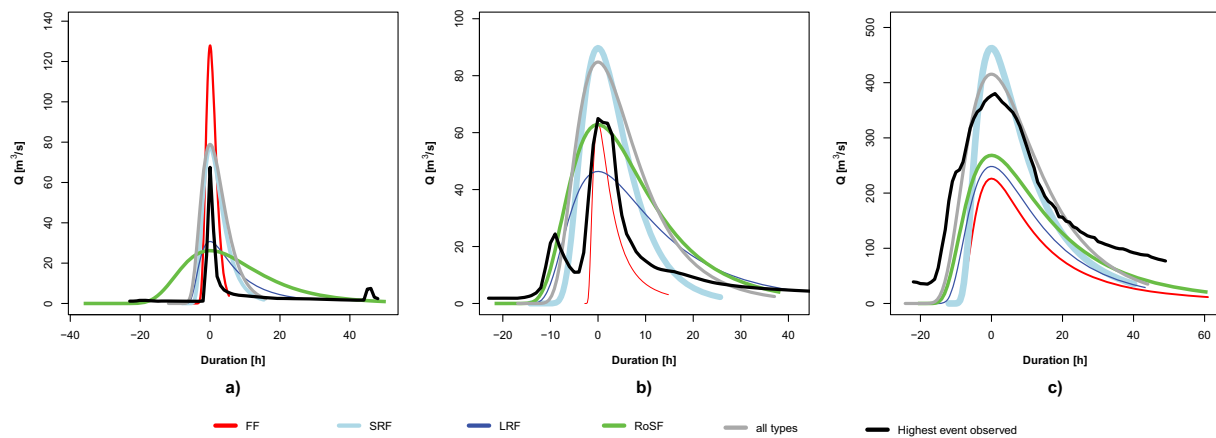 140
120
100
80
60
40
20
0
Q [m³/s]
−40 −20 0 20 40
Duration [h]
a)
100
80
60
40
20
0
Q [m³/s]
−20 −10 0 10 20 30 40
Duration [h]
b)
500
400
300
200
100
0
Q [m³/s]
−20 0 20 40 60
Duration [h]
c)
FF SRF LRF RoSF all types Highest event observed